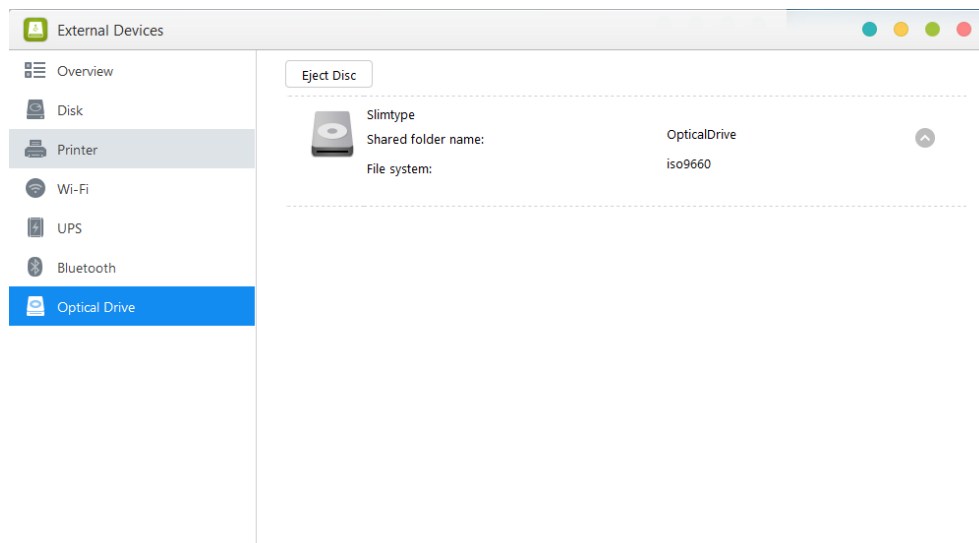 External Devices
Overview
Disk
Printer
Wi-Fi
UPS
Bluetooth
Optical Drive
Eject Disc
Slimtype
Shared folder name: OpticalDrive
File system: iso9660